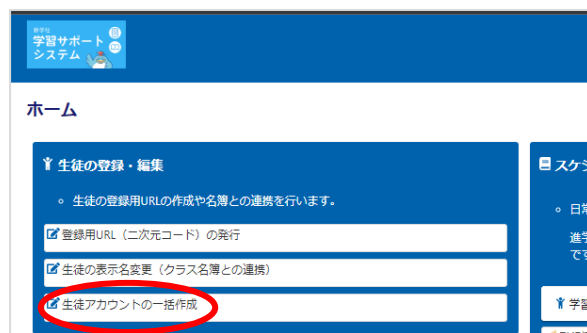 学習サポート
システム
ホーム
生徒の登録・編集
生徒の登録用URLの作成や名簿との連携を行います。
登録用URL（二次元コード）の発行
生徒の表示名変更（クラス名簿との連携）
生徒アカウントの一括作成
スケジ
日常
進学
です
学習